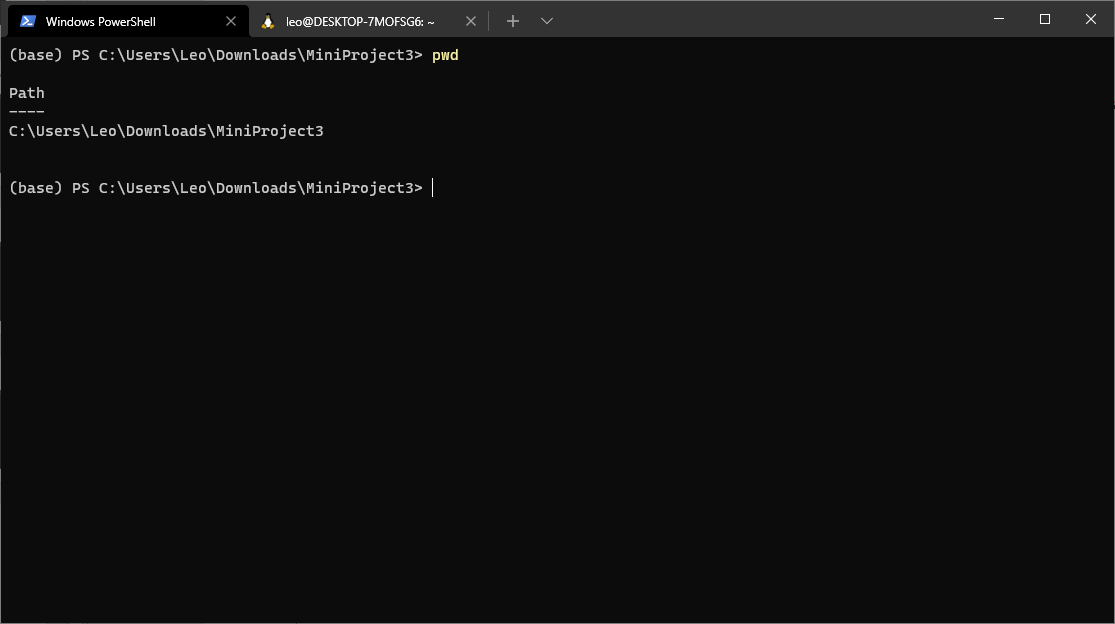 Windows PowerShell
leo@DESKTOP-7MOFSG6: ~
(base) PS C:\Users\Leo\Downloads\MiniProject3> pwd
Path
----
C:\Users\Leo\Downloads\MiniProject3
(base) PS C:\Users\Leo\Downloads\MiniProject3>